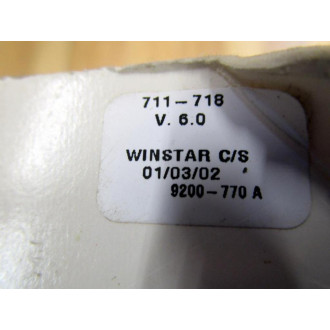 711-718
V. 6.0
WINSTAR C/S
01/03/02
9200-770 A